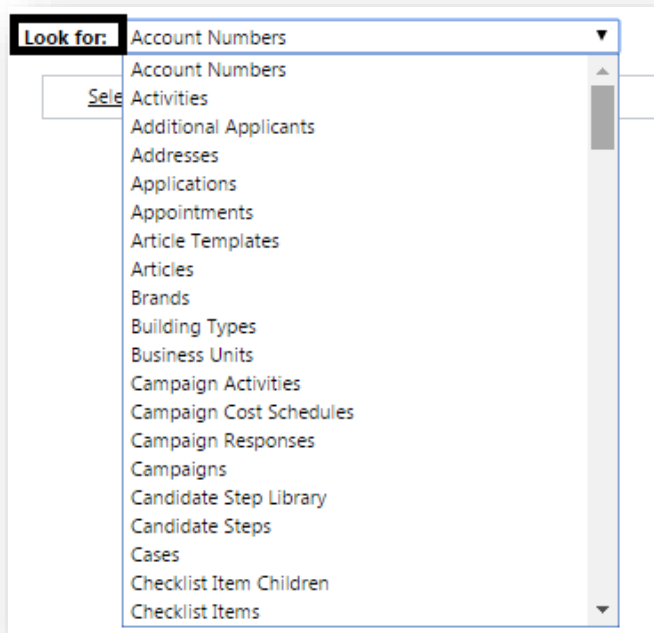 Look for: Account Numbers
Account Numbers
Sele Activities
Additional Applicants
Addresses
Applications
Appointments
Article Templates
Articles
Brands
Building Types
Business Units
Campaign Activities
Campaign Cost Schedules
Campaign Responses
Campaigns
Candidate Step Library
Candidate Steps
Cases
Checklist Item Children
Checklist Items